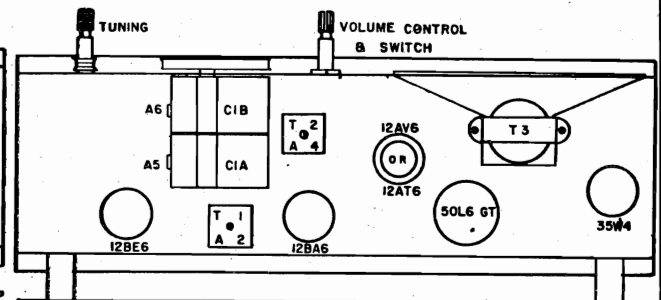 TUNING
VOLUME CONTROL
& SWITCH
A6
C1B
T 2
A 4
12AV6
OR
12AT6
T 3
A5
C1A
T 1
A 2
12BE6
12BA6
50L6 GT
35W4